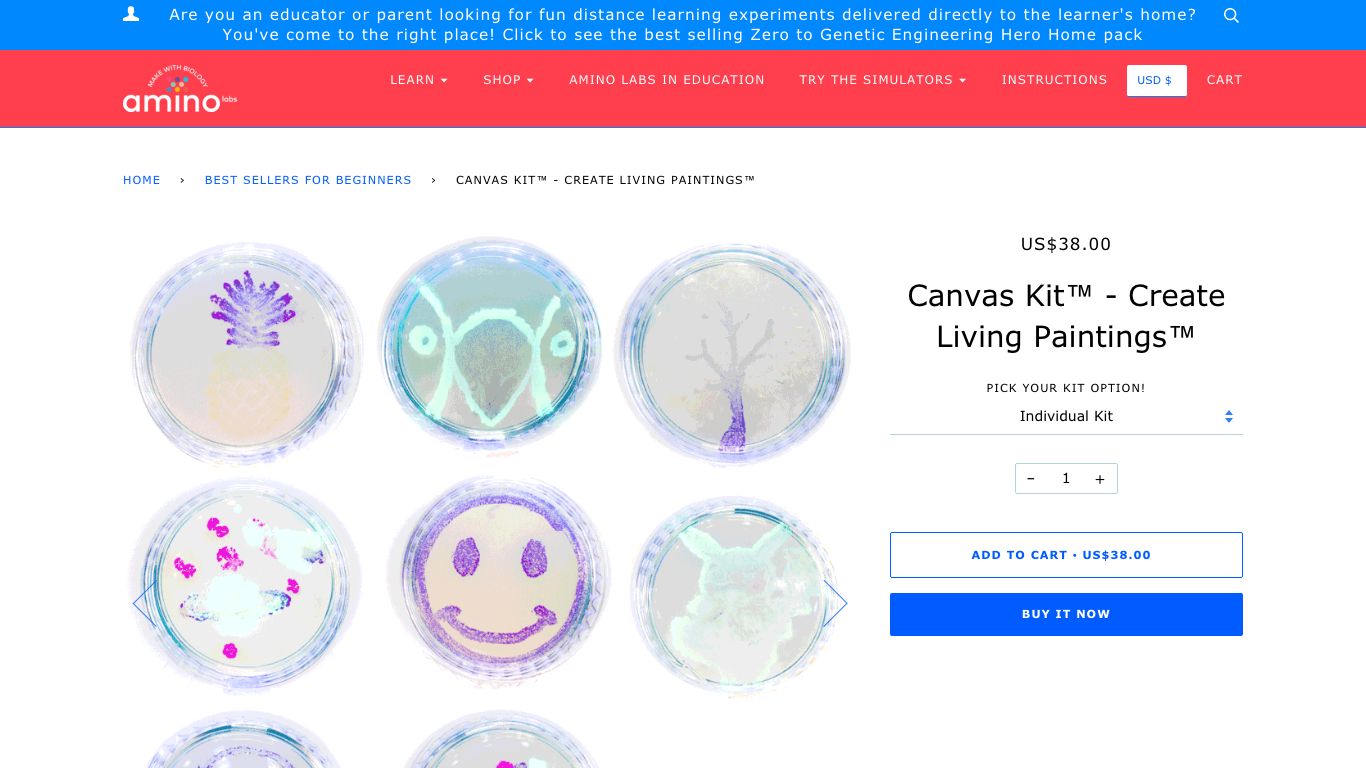 Are you an educator or parent looking for fun distance learning experiments delivered directly to the learner's home?
You've come to the right place! Click to see the best selling Zero to Genetic Engineering Hero Home pack
MAKE WITH BIOLOGY
amino labs
LEARN
SHOP
AMINO LABS IN EDUCATION
TRY THE SIMULATORS
INSTRUCTIONS
USD $
CART
HOME › BEST SELLERS FOR BEGINNERS › CANVAS KIT™ - CREATE LIVING PAINTINGS™
US$38.00
Canvas Kit™ - Create
Living Paintings™
PICK YOUR KIT OPTION!
Individual Kit
− 1 +
ADD TO CART • US$38.00
BUY IT NOW